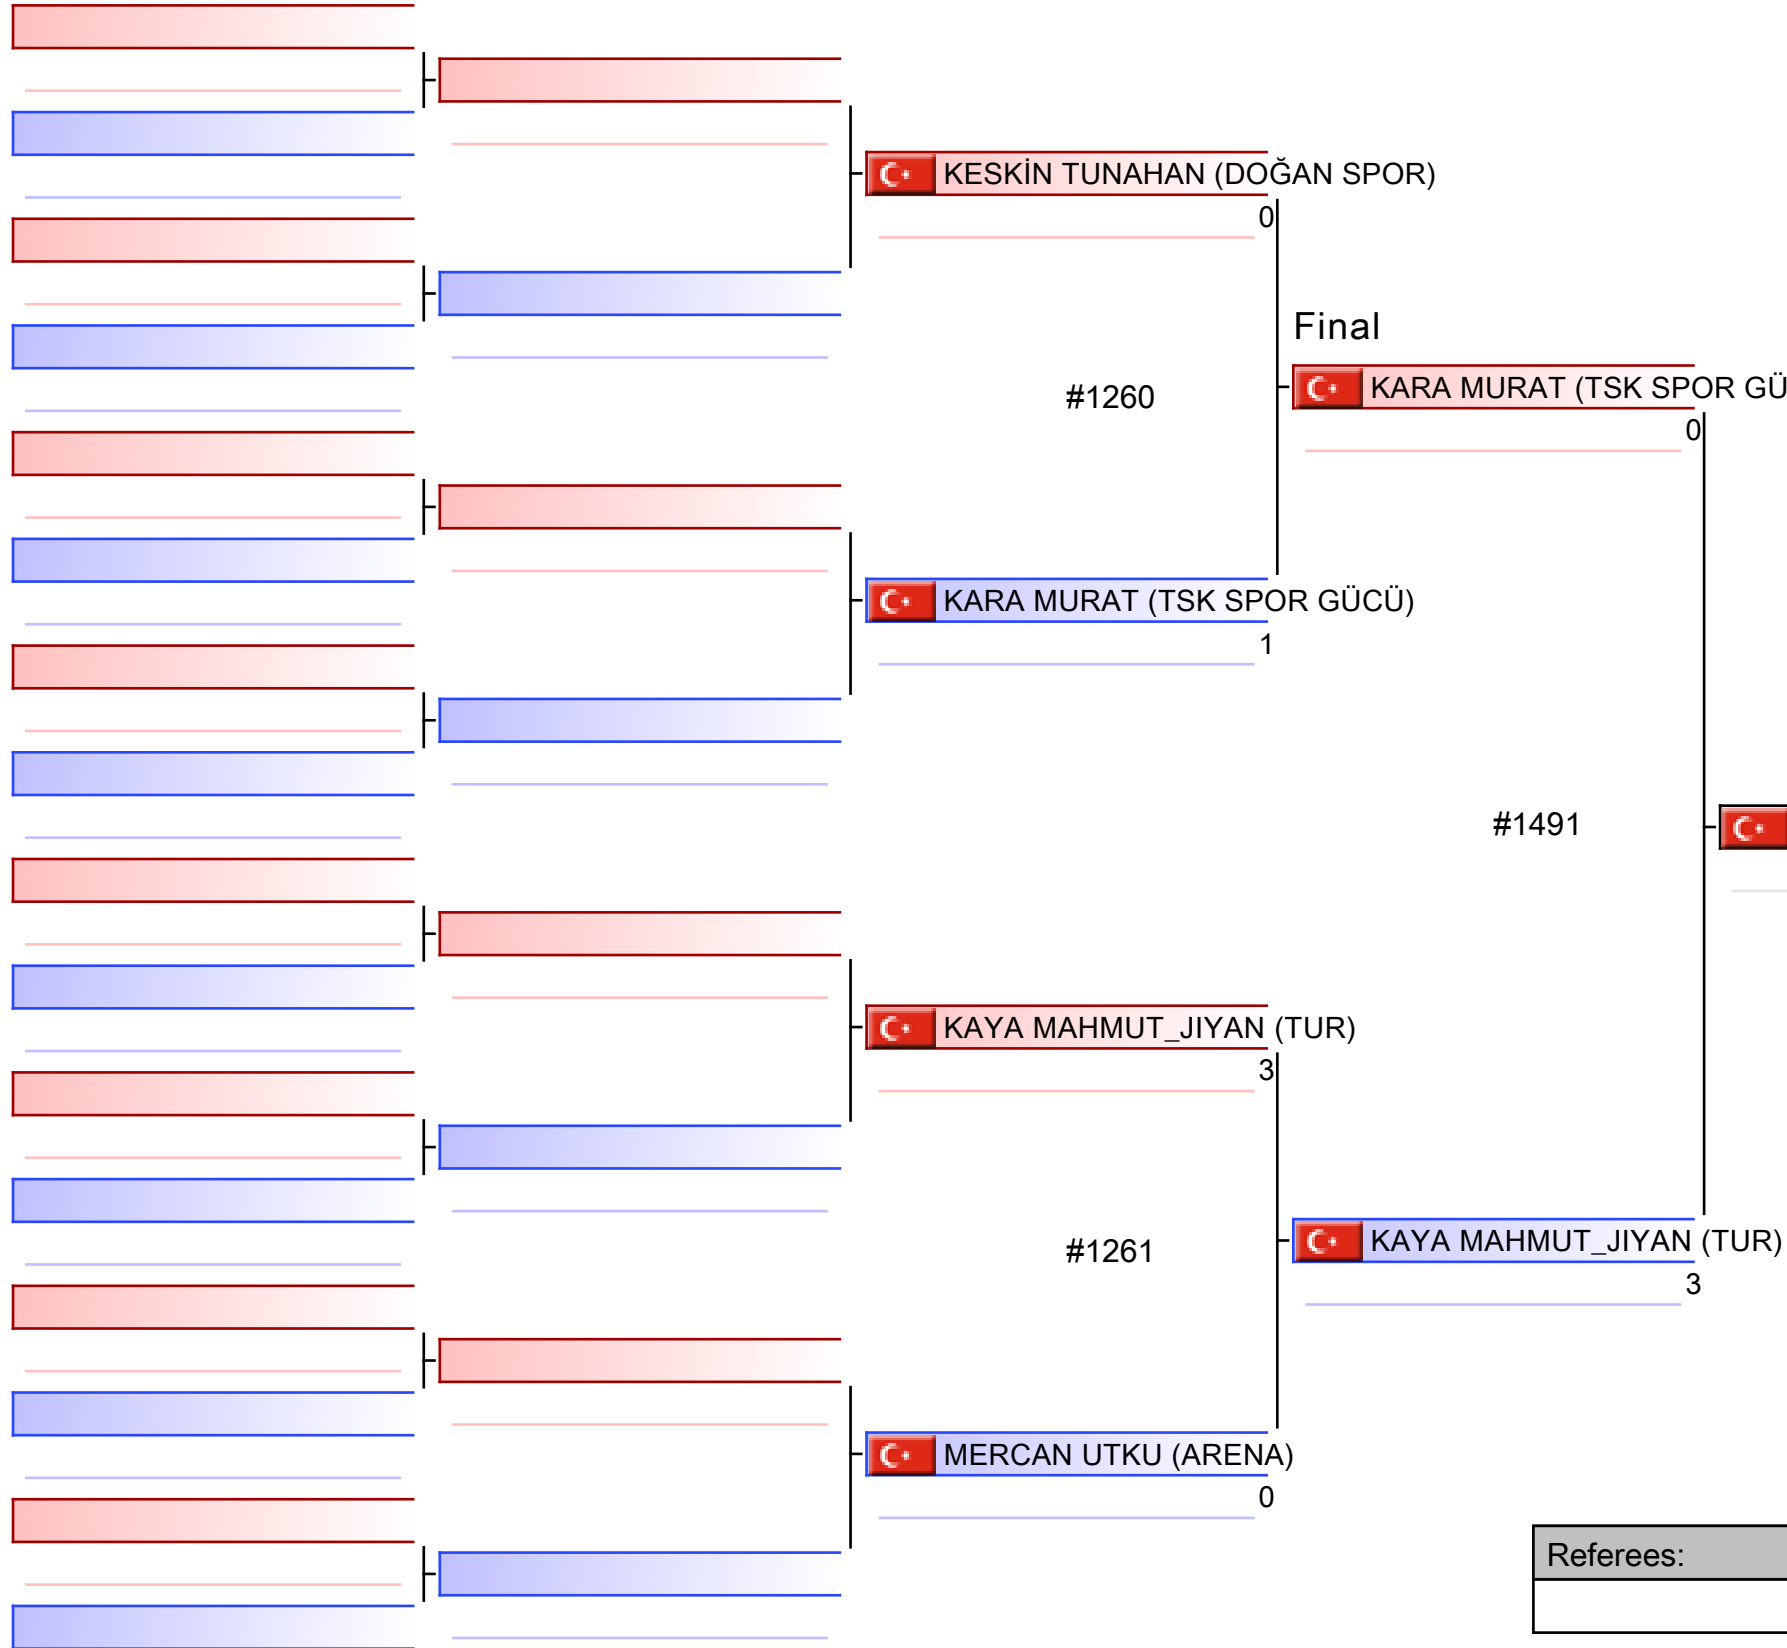 KESKİN TUNAHAN (DOĞAN SPOR)
0
Final
#1260
KARA MURAT (TSK SPOR GÜ
0
KARA MURAT (TSK SPOR GÜCÜ)
1
#1491
KAYA MAHMUT_JIYAN (TUR)
3
#1261
KAYA MAHMUT_JIYAN (TUR)
3
MERCAN UTKU (ARENA)
0
Referees: